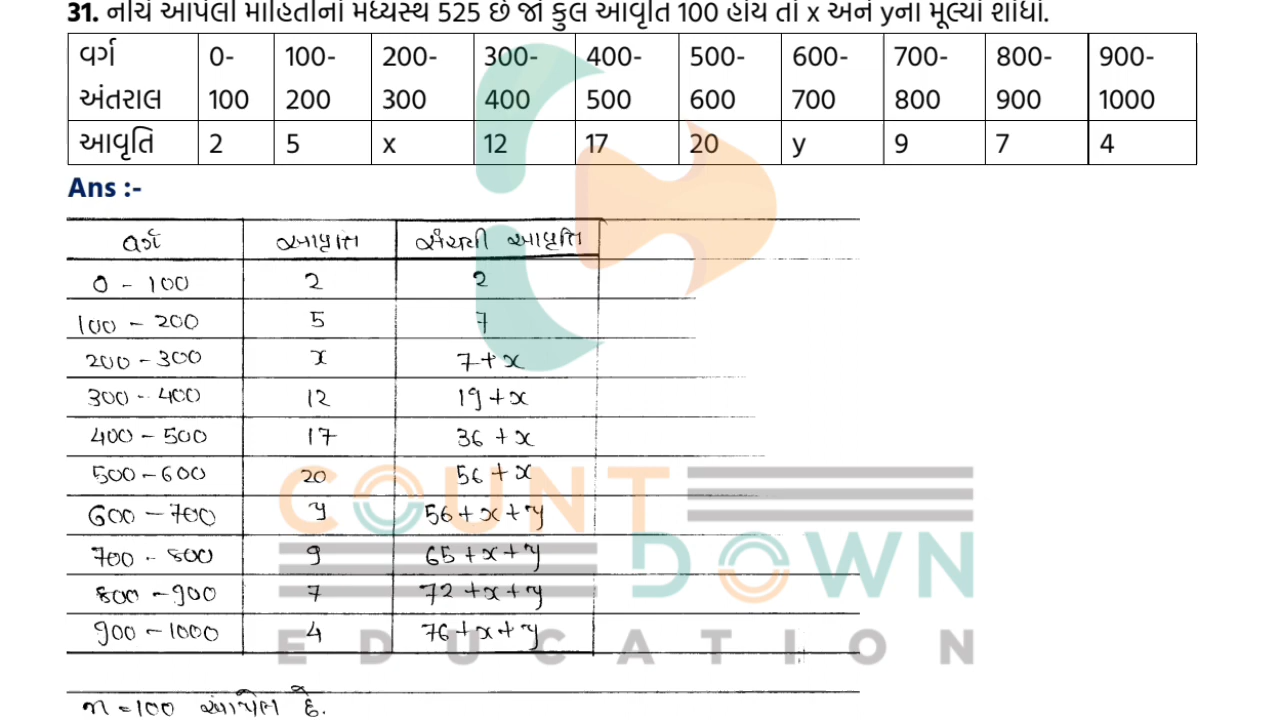 31. નીચે આપેલી માહિતીનો મધ્યસ્થ 525 છે જો કુલ આવૃતિ 100 હોય તો x અને yના મૂલ્યો શોધો.
વર્ગ અંતરાલ 0-100 100-200 200-300 300-400 400-500 500-600 600-700 700-800 800-900 900-1000
આવૃતિ 2 5 x 12 17 20 y 9 7 4
Ans :-
વર્ગ આવૃત્તિ સંચયી આવૃત્તિ
0 - 100 2 2
100 - 200 5 7
200 - 300 x 7+x
300 - 400 12 19+x
400 - 500 17 36+x
500 - 600 20 56+x
600 - 700 y 56+x+y
700 - 800 9 65+x+y
800 - 900 7 72+x+y
900 - 1000 4 76+x+y
n = 100 આપેલ છે.
COUNT
DOWN
EDUCATION